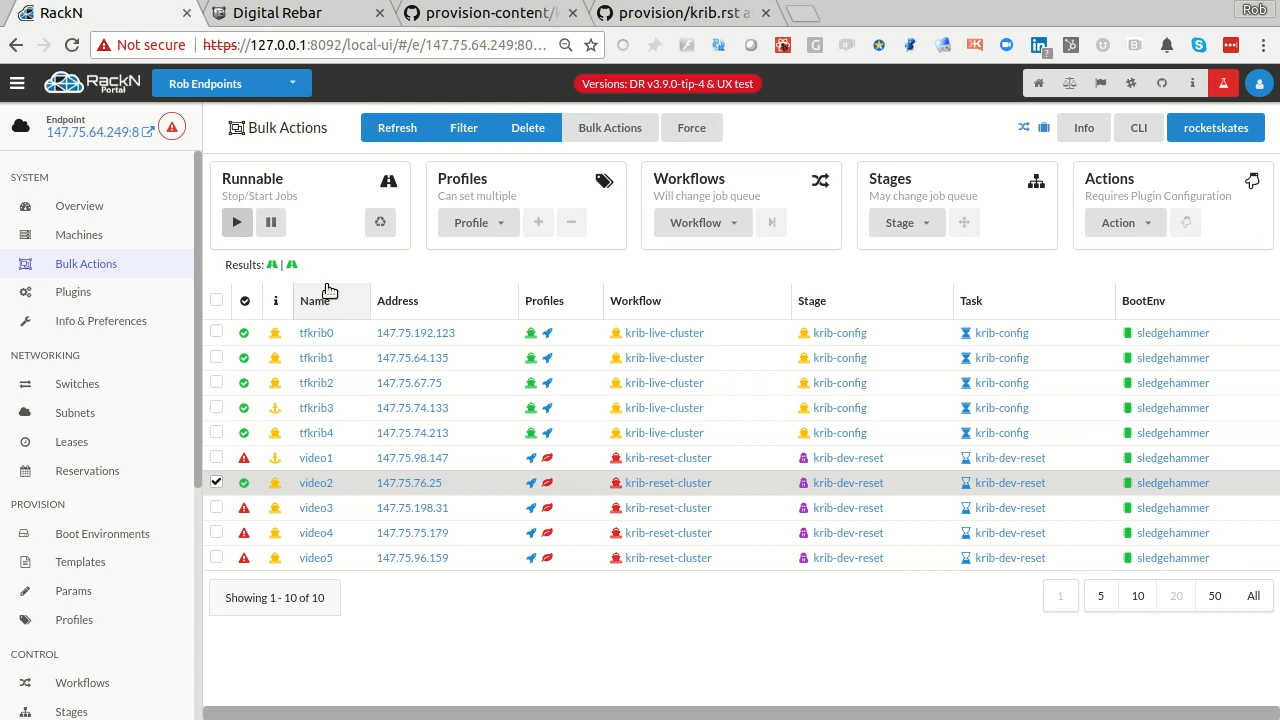 RackN
Digital Rebar
provision-content/
provision/krib.rst a
Rob
Not secure
https://127.0.0.1:8092/local-ui/#/e/147.75.64.249:80...
RackN
Portal
Rob Endpoints
Versions: DR v3.9.0-tip-4 & UX test
Endpoint
147.75.64.249:8
Bulk Actions
Refresh
Filter
Delete
Bulk Actions
Force
Info
CLI
rocketskates
SYSTEM
Overview
Machines
Bulk Actions
Plugins
Info & Preferences
NETWORKING
Switches
Subnets
Leases
Reservations
PROVISION
Boot Environments
Templates
Params
Profiles
CONTROL
Workflows
Stages
Runnable
Stop/Start Jobs
Profiles
Can set multiple
Profile
Workflows
Will change job queue
Workflow
Stages
May change job queue
Stage
Actions
Requires Plugin Configuration
Action
Results: |
Name Address Profiles Workflow Stage Task BootEnv
tfkrib0 147.75.192.123 krib-live-cluster krib-config krib-config sledgehammer
tfkrib1 147.75.64.135 krib-live-cluster krib-config krib-config sledgehammer
tfkrib2 147.75.67.75 krib-live-cluster krib-config krib-config sledgehammer
tfkrib3 147.75.74.133 krib-live-cluster krib-config krib-config sledgehammer
tfkrib4 147.75.74.213 krib-live-cluster krib-config krib-config sledgehammer
video1 147.75.98.147 krib-reset-cluster krib-dev-reset krib-dev-reset sledgehammer
video2 147.75.76.25 krib-reset-cluster krib-dev-reset krib-dev-reset sledgehammer
video3 147.75.198.31 krib-reset-cluster krib-dev-reset krib-dev-reset sledgehammer
video4 147.75.75.179 krib-reset-cluster krib-dev-reset krib-dev-reset sledgehammer
video5 147.75.96.159 krib-reset-cluster krib-dev-reset krib-dev-reset sledgehammer
Showing 1 - 10 of 10
1
5 10 20 50 All